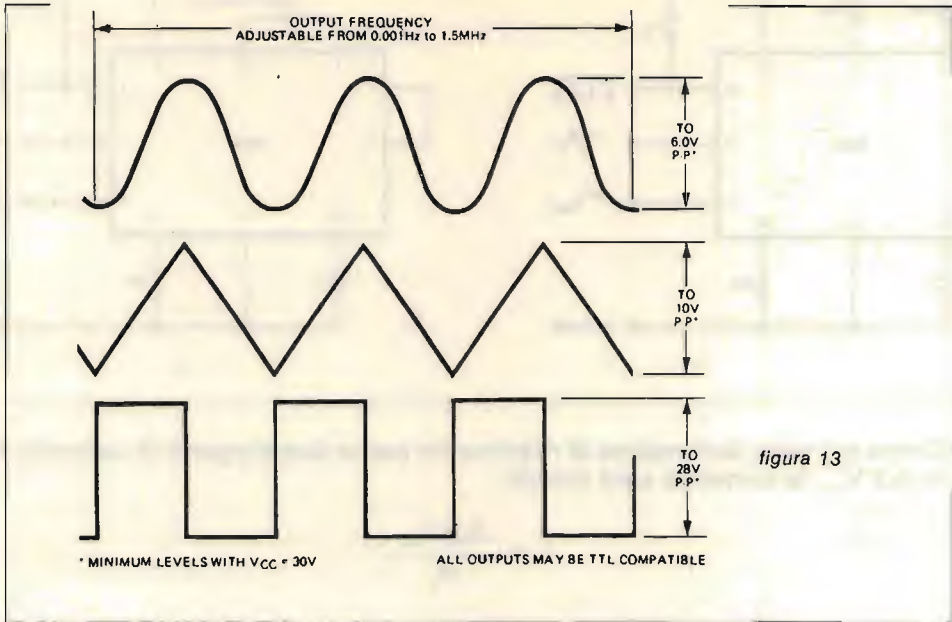 OUTPUT FREQUENCY
ADJUSTABLE FROM 0.001Hz to 1.5MHz
TO
6.0V
P-P*
TO
10V
P-P*
TO
28V
P-P*
figura 13
* MINIMUM LEVELS WITH VCC = 30V
ALL OUTPUTS MAY BE TTL COMPATIBLE